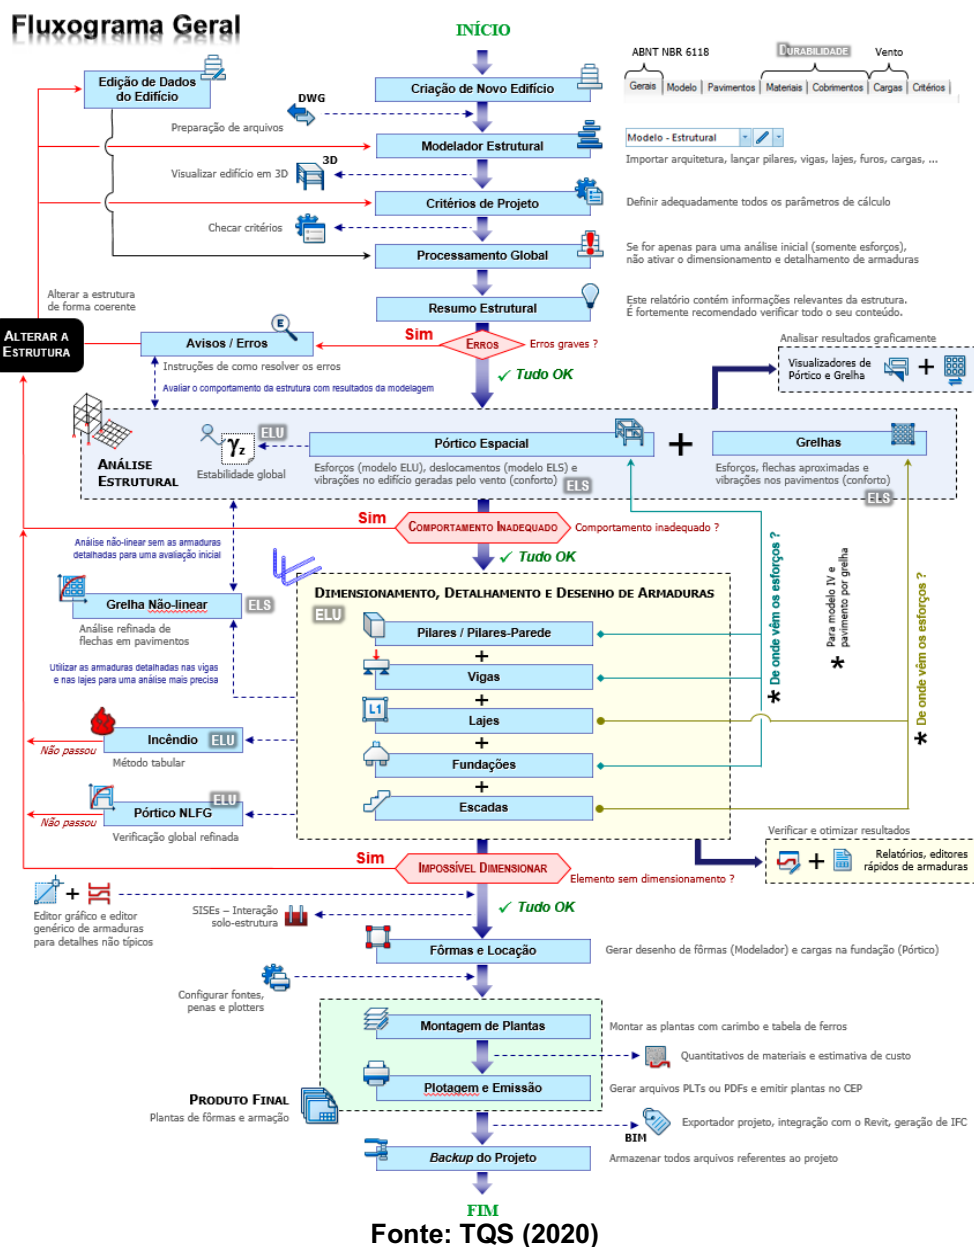 Fluxograma Geral
INÍCIO
Edição de Dados
do Edifício
Criação de Novo Edifício
ABNT NBR 6118
DURABILIDADE
Vento
Gerais
Modelo
Pavimentos
Materiais
Cobrimentos
Cargas
Critérios
DWG
Preparação de arquivos
Modelador Estrutural
Modelo - Estrutural
Importar arquitetura, lançar pilares, vigas, lajes, furos, cargas, ...
3D
Visualizar edifício em 3D
Critérios de Projeto
Definir adequadamente todos os parâmetros de cálculo
Checar critérios
Processamento Global
Se for apenas para uma análise inicial (somente esforços),
não ativar o dimensionamento e detalhamento de armaduras
Alterar a estrutura
de forma coerente
Resumo Estrutural
Este relatório contém informações relevantes da estrutura.
É fortemente recomendado verificar todo o seu conteúdo.
ALTERAR A
ESTRUTURA
E
Avisos / Erros
Sim
ERROS
Erros graves ?
Instruções de como resolver os erros
✓ Tudo OK
Avaliar o comportamento da estrutura com resultados da modelagem
Analisar resultados graficamente
Visualizadores de
Pórtico e Grelha
+
ANÁLISE
ESTRUTURAL
γz
ELU
Estabilidade global
Pórtico Espacial
+
Grelhas
Esforços (modelo ELU), deslocamentos (modelo ELS) e
vibrações no edifício geradas pelo vento (conforto)
ELS
Esforços, flechas aproximadas e
vibrações nos pavimentos (conforto)
ELS
Sim
COMPORTAMENTO INADEQUADO
Comportamento inadequado ?
✓ Tudo OK
Análise não-linear sem as armaduras
detalhadas para uma avaliação inicial
Grelha Não-linear
ELS
Análise refinada de
flechas em pavimentos
Utilizar as armaduras detalhadas nas vigas
e nas lajes para uma análise mais precisa
DIMENSIONAMENTO, DETALHAMENTO E DESENHO DE ARMADURAS
ELU
Pilares / Pilares-Parede
+
Vigas
+
L1
Lajes
+
Fundações
+
Escadas
* De onde vêm os esforços ?
* Para modelo IV e
pavimento por grelha
* De onde vêm os esforços ?
Não passou
Incêndio
ELU
Método tabular
Não passou
Pórtico NLFG
ELU
Verificação global refinada
Verificar e otimizar resultados
+
Relatórios, editores
rápidos de armaduras
Sim
IMPOSSÍVEL DIMENSIONAR
Elemento sem dimensionamento ?
✓ Tudo OK
+
Editor gráfico e editor
genérico de armaduras
para detalhes não típicos
SISEs – Interação
solo-estrutura
Fôrmas e Locação
Gerar desenho de fôrmas (Modelador) e cargas na fundação (Pórtico)
Configurar fontes,
penas e plotters
Montagem de Plantas
Montar as plantas com carimbo e tabela de ferros
Quantitativos de materiais e estimativa de custo
Plotagem e Emissão
Gerar arquivos PLTs ou PDFs e emitir plantas no CEP
PRODUTO FINAL
Plantas de fôrmas e armação
BIM
Exportador projeto, integração com o Revit, geração de IFC
Backup do Projeto
Armazenar todos arquivos referentes ao projeto
FIM
Fonte: TQS (2020)